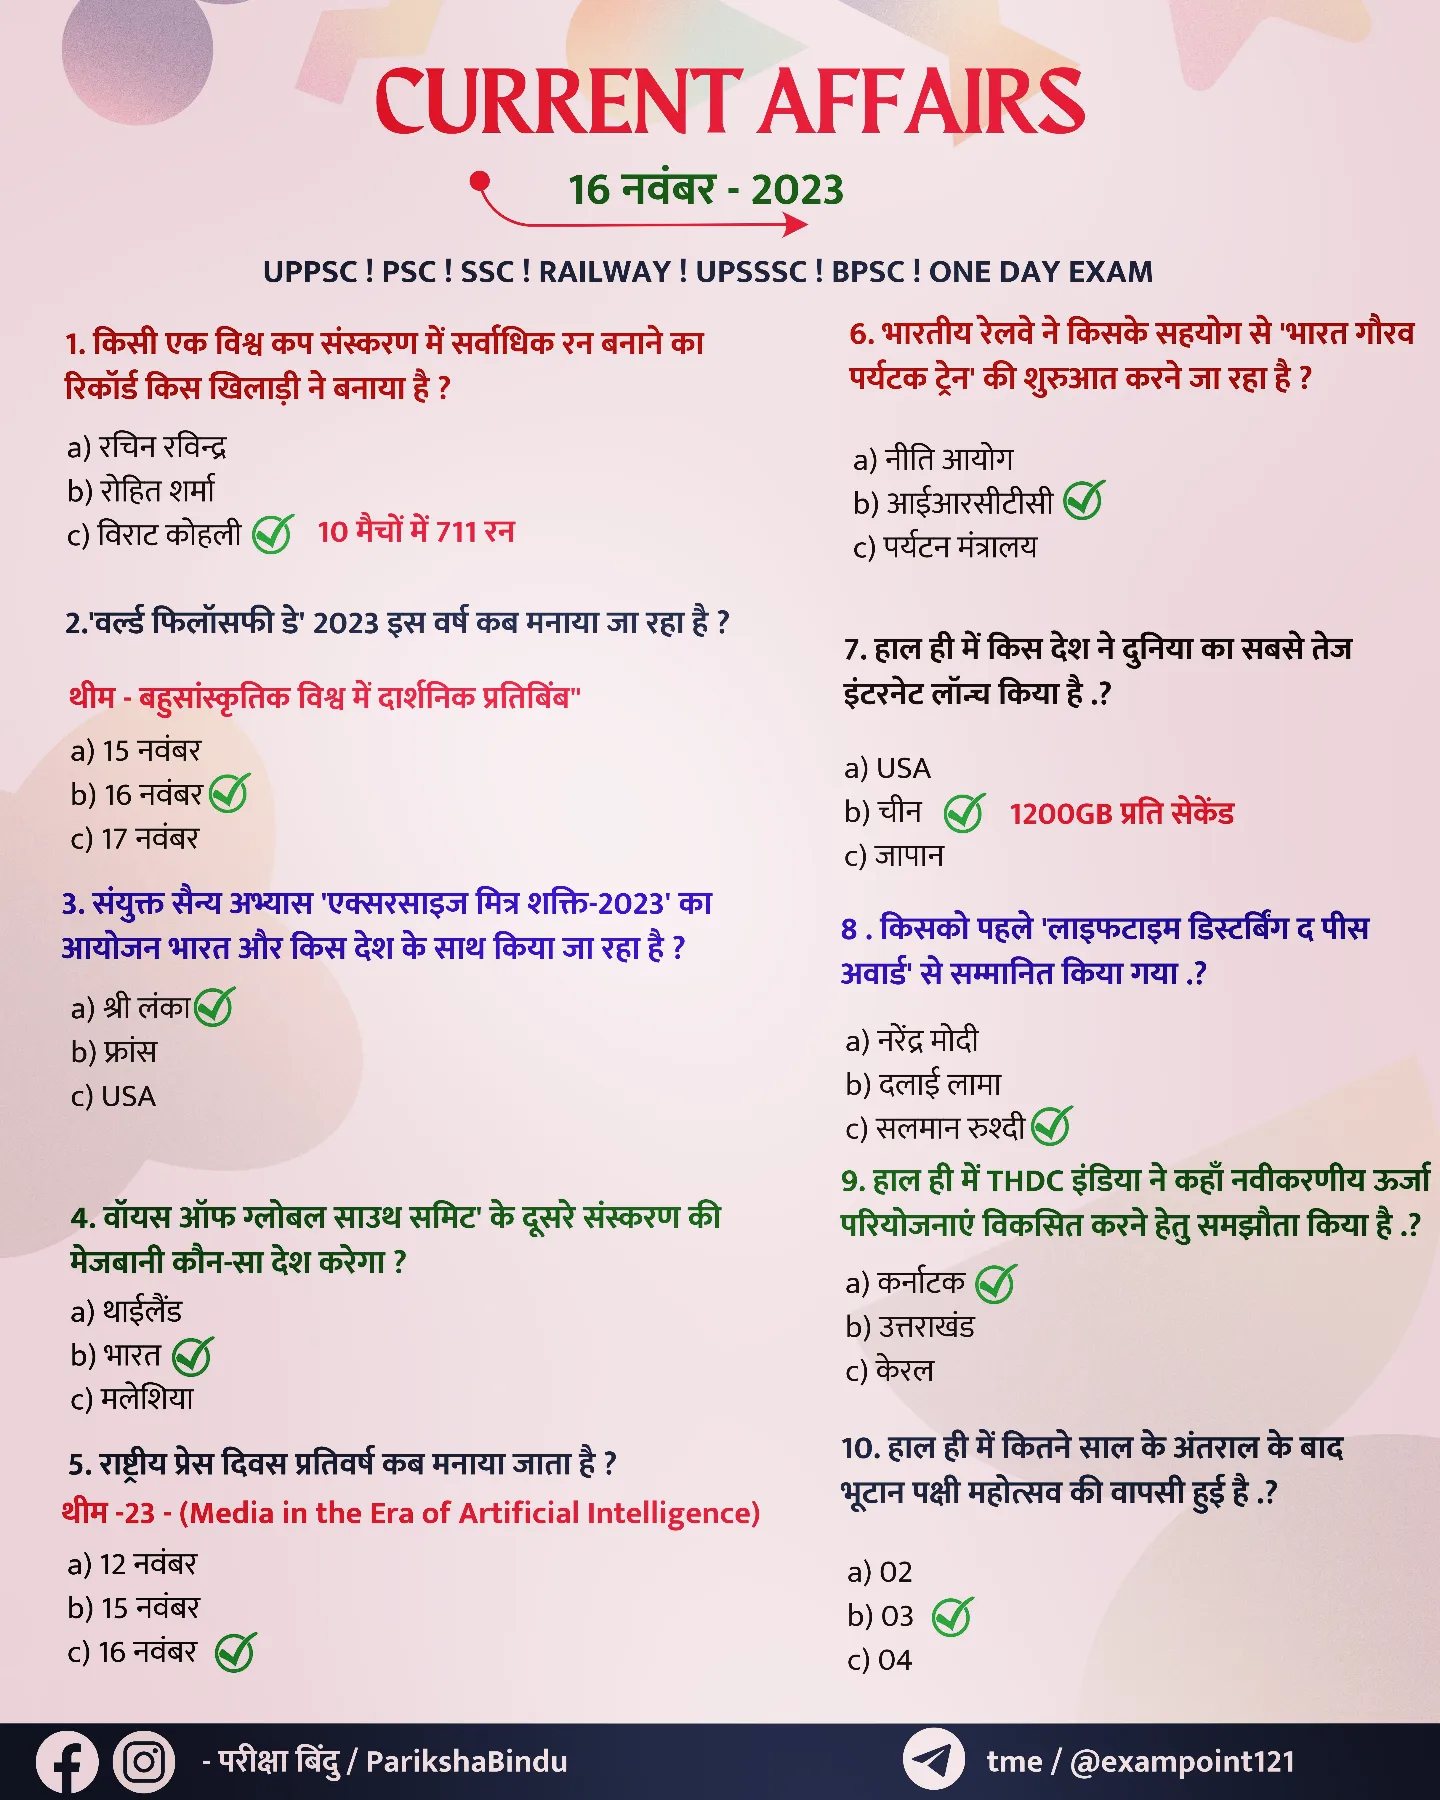 CURRENT AFFAIRS
16 नवंबर - 2023
UPPSC ! PSC ! SSC ! RAILWAY ! UPSSSC ! BPSC ! ONE DAY EXAM
1. किसी एक विश्व कप संस्करण में सर्वाधिक रन बनाने का
रिकॉर्ड किस खिलाड़ी ने बनाया है ?
a) रचिन रविन्द्र
b) रोहित शर्मा
c) विराट कोहली 10 मैचों में 711 रन
2.'वर्ल्ड फिलॉसफी डे' 2023 इस वर्ष कब मनाया जा रहा है ?
थीम - बहुसांस्कृतिक विश्व में दार्शनिक प्रतिबिंब"
a) 15 नवंबर
b) 16 नवंबर
c) 17 नवंबर
3. संयुक्त सैन्य अभ्यास 'एक्सरसाइज मित्र शक्ति-2023' का
आयोजन भारत और किस देश के साथ किया जा रहा है ?
a) श्री लंका
b) फ्रांस
c) USA
4. वॉयस ऑफ ग्लोबल साउथ समिट' के दूसरे संस्करण की
मेजबानी कौन-सा देश करेगा ?
a) थाईलैंड
b) भारत
c) मलेशिया
5. राष्ट्रीय प्रेस दिवस प्रतिवर्ष कब मनाया जाता है ?
थीम -23 - (Media in the Era of Artificial Intelligence)
a) 12 नवंबर
b) 15 नवंबर
c) 16 नवंबर
6. भारतीय रेलवे ने किसके सहयोग से 'भारत गौरव
पर्यटक ट्रेन' की शुरुआत करने जा रहा है ?
a) नीति आयोग
b) आईआरसीटीसी
c) पर्यटन मंत्रालय
7. हाल ही में किस देश ने दुनिया का सबसे तेज
इंटरनेट लॉन्च किया है .?
a) USA
b) चीन 1200GB प्रति सेकेंड
c) जापान
8 . किसको पहले 'लाइफटाइम डिस्टर्बिंग द पीस
अवार्ड' से सम्मानित किया गया .?
a) नरेंद्र मोदी
b) दलाई लामा
c) सलमान रुश्दी
9. हाल ही में THDC इंडिया ने कहाँ नवीकरणीय ऊर्जा
परियोजनाएं विकसित करने हेतु समझौता किया है .?
a) कर्नाटक
b) उत्तराखंड
c) केरल
10. हाल ही में कितने साल के अंतराल के बाद
भूटान पक्षी महोत्सव की वापसी हुई है .?
a) 02
b) 03
c) 04
- परीक्षा बिंदु / ParikshaBindu
tme / @exampoint121